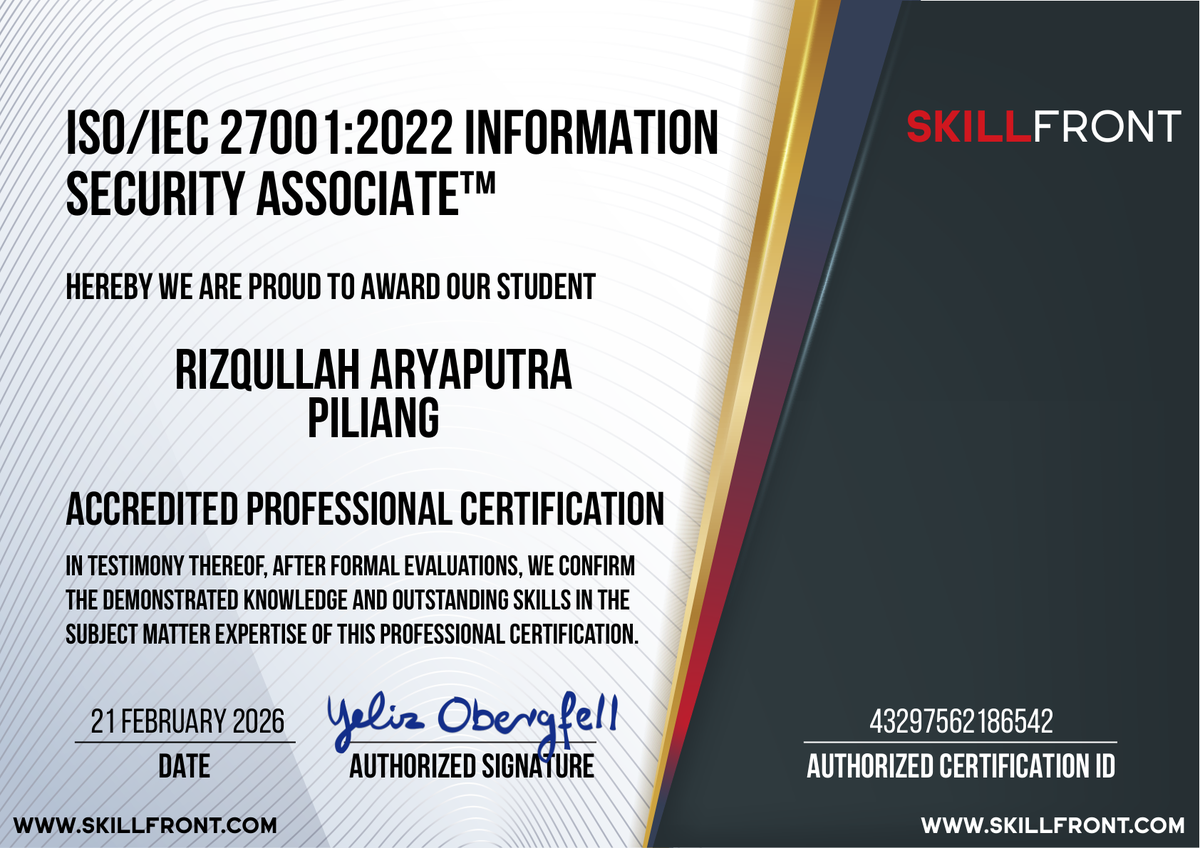 ISO/IEC 27001:2022 INFORMATION
SECURITY ASSOCIATE™
SKILLFRONT
HEREBY WE ARE PROUD TO AWARD OUR STUDENT
RIZQULLAH ARYAPUTRA
PILIANG
ACCREDITED PROFESSIONAL CERTIFICATION
IN TESTIMONY THEREOF, AFTER FORMAL EVALUATIONS, WE CONFIRM
THE DEMONSTRATED KNOWLEDGE AND OUTSTANDING SKILLS IN THE
SUBJECT MATTER EXPERTISE OF THIS PROFESSIONAL CERTIFICATION.
21 FEBRUARY 2026
DATE
Yeliz Obergfell
AUTHORIZED SIGNATURE
43297562186542
AUTHORIZED CERTIFICATION ID
WWW.SKILLFRONT.COM
WWW.SKILLFRONT.COM